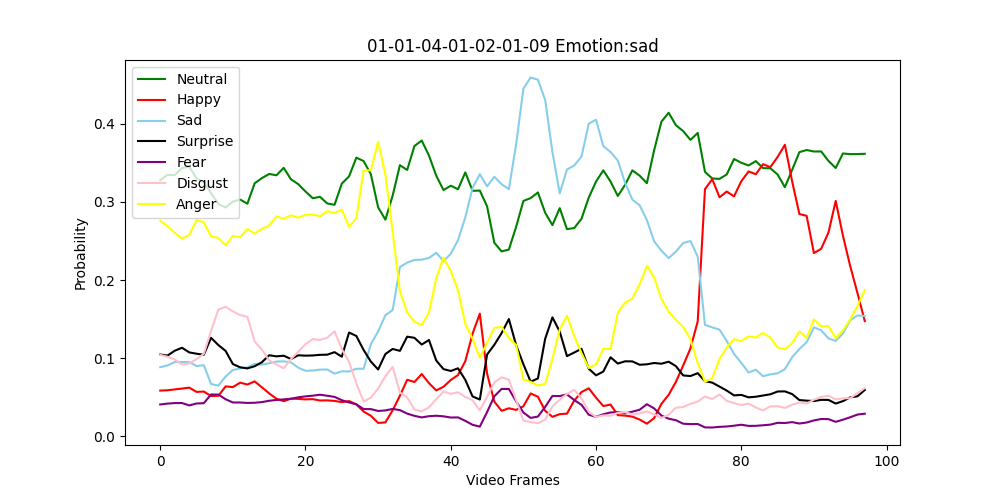 01-01-04-01-02-01-09 Emotion:sad
Neutral
Happy
Sad
Surprise
Fear
Disgust
Anger
Probability
0.4
0.3
0.2
0.1
0.0
0 20 40 60 80 100
Video Frames